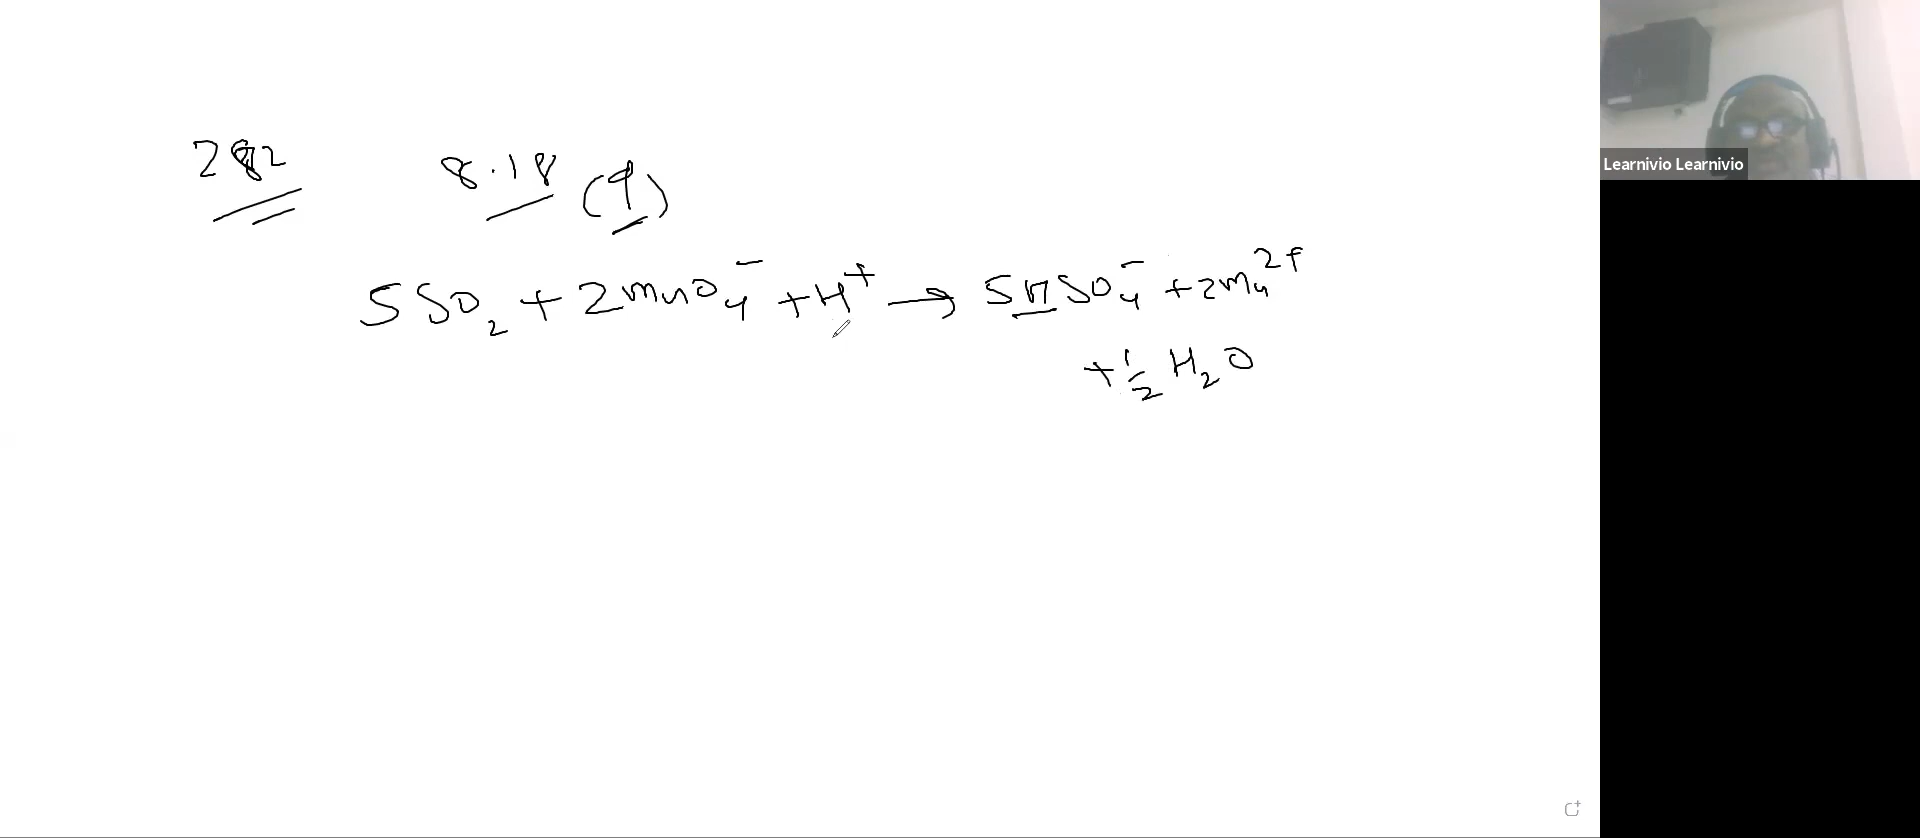 282 8.18 (9)
5SO₂ + 2MnO₄⁻ + H⁺ → 5HSO₄⁻ + 2Mn²⁺
+ ½ H₂O
Learnivio Learnivio